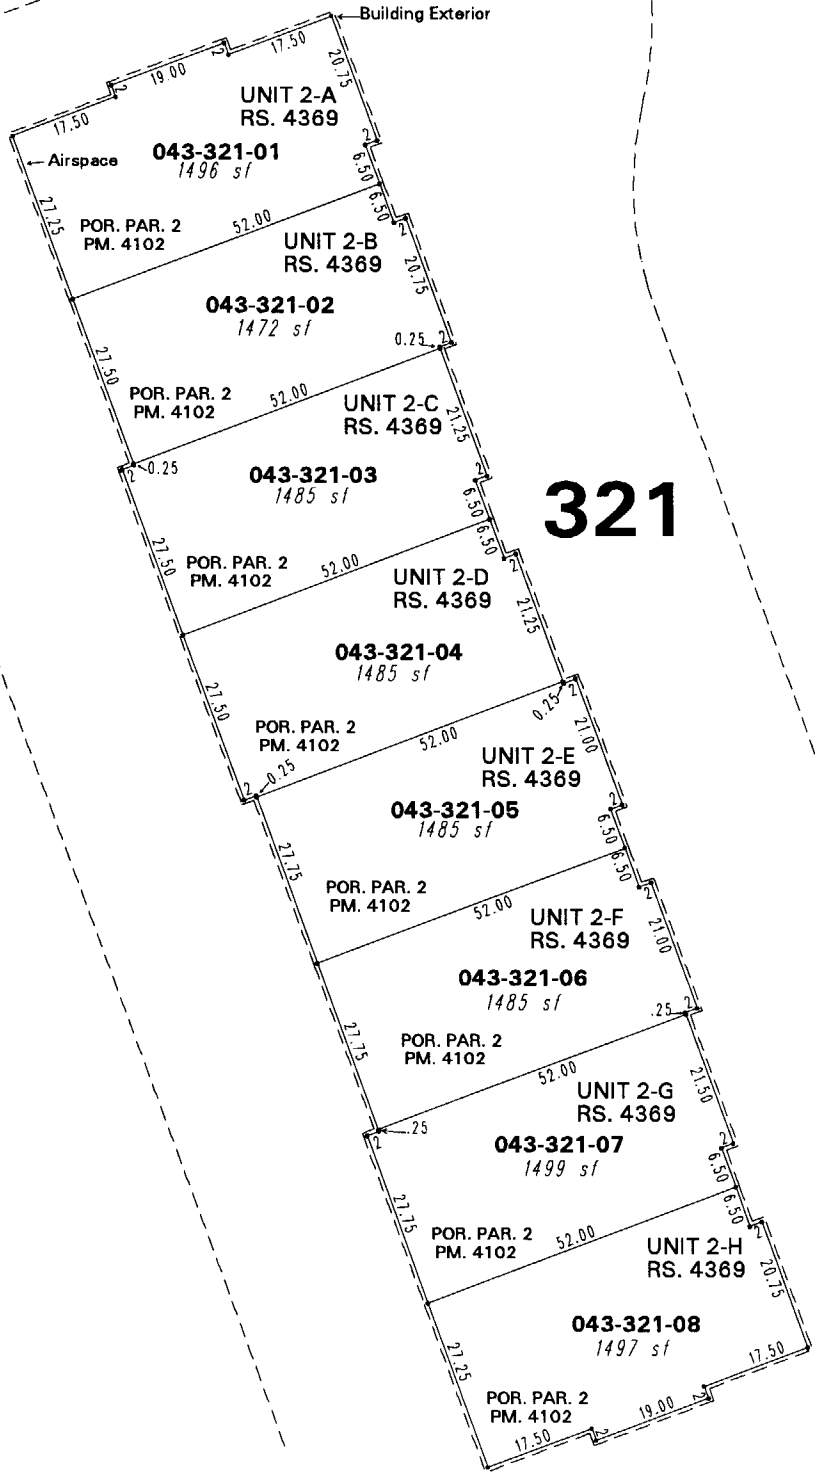 Building Exterior
17.50
2
19.00
2
17.50
20.75
UNIT 2-A
RS. 4369
2
043-321-01
1496 sf
Airspace
6.50
27.25
POR. PAR. 2
PM. 4102
52.00
6.50
2
UNIT 2-B
RS. 4369
20.75
043-321-02
1472 sf
0.25
2
27.50
POR. PAR. 2
PM. 4102
52.00
UNIT 2-C
RS. 4369
21.25
2
0.25
043-321-03
1485 sf
2
6.50
321
27.50
POR. PAR. 2
PM. 4102
52.00
6.50
2
UNIT 2-D
RS. 4369
21.25
043-321-04
1485 sf
27.50
POR. PAR. 2
PM. 4102
52.00
0.25
2
21.00
UNIT 2-E
RS. 4369
2
0.25
043-321-05
1485 sf
2
6.50
27.75
POR. PAR. 2
PM. 4102
52.00
6.50
2
UNIT 2-F
RS. 4369
21.00
043-321-06
1485 sf
.25
2
27.75
POR. PAR. 2
PM. 4102
52.00
21.50
UNIT 2-G
RS. 4369
2
.25
043-321-07
1499 sf
2
6.50
27.75
POR. PAR. 2
PM. 4102
52.00
6.50
2
UNIT 2-H
RS. 4369
20.75
043-321-08
1497 sf
27.25
17.50
POR. PAR. 2
PM. 4102
2
19.00
2
17.50